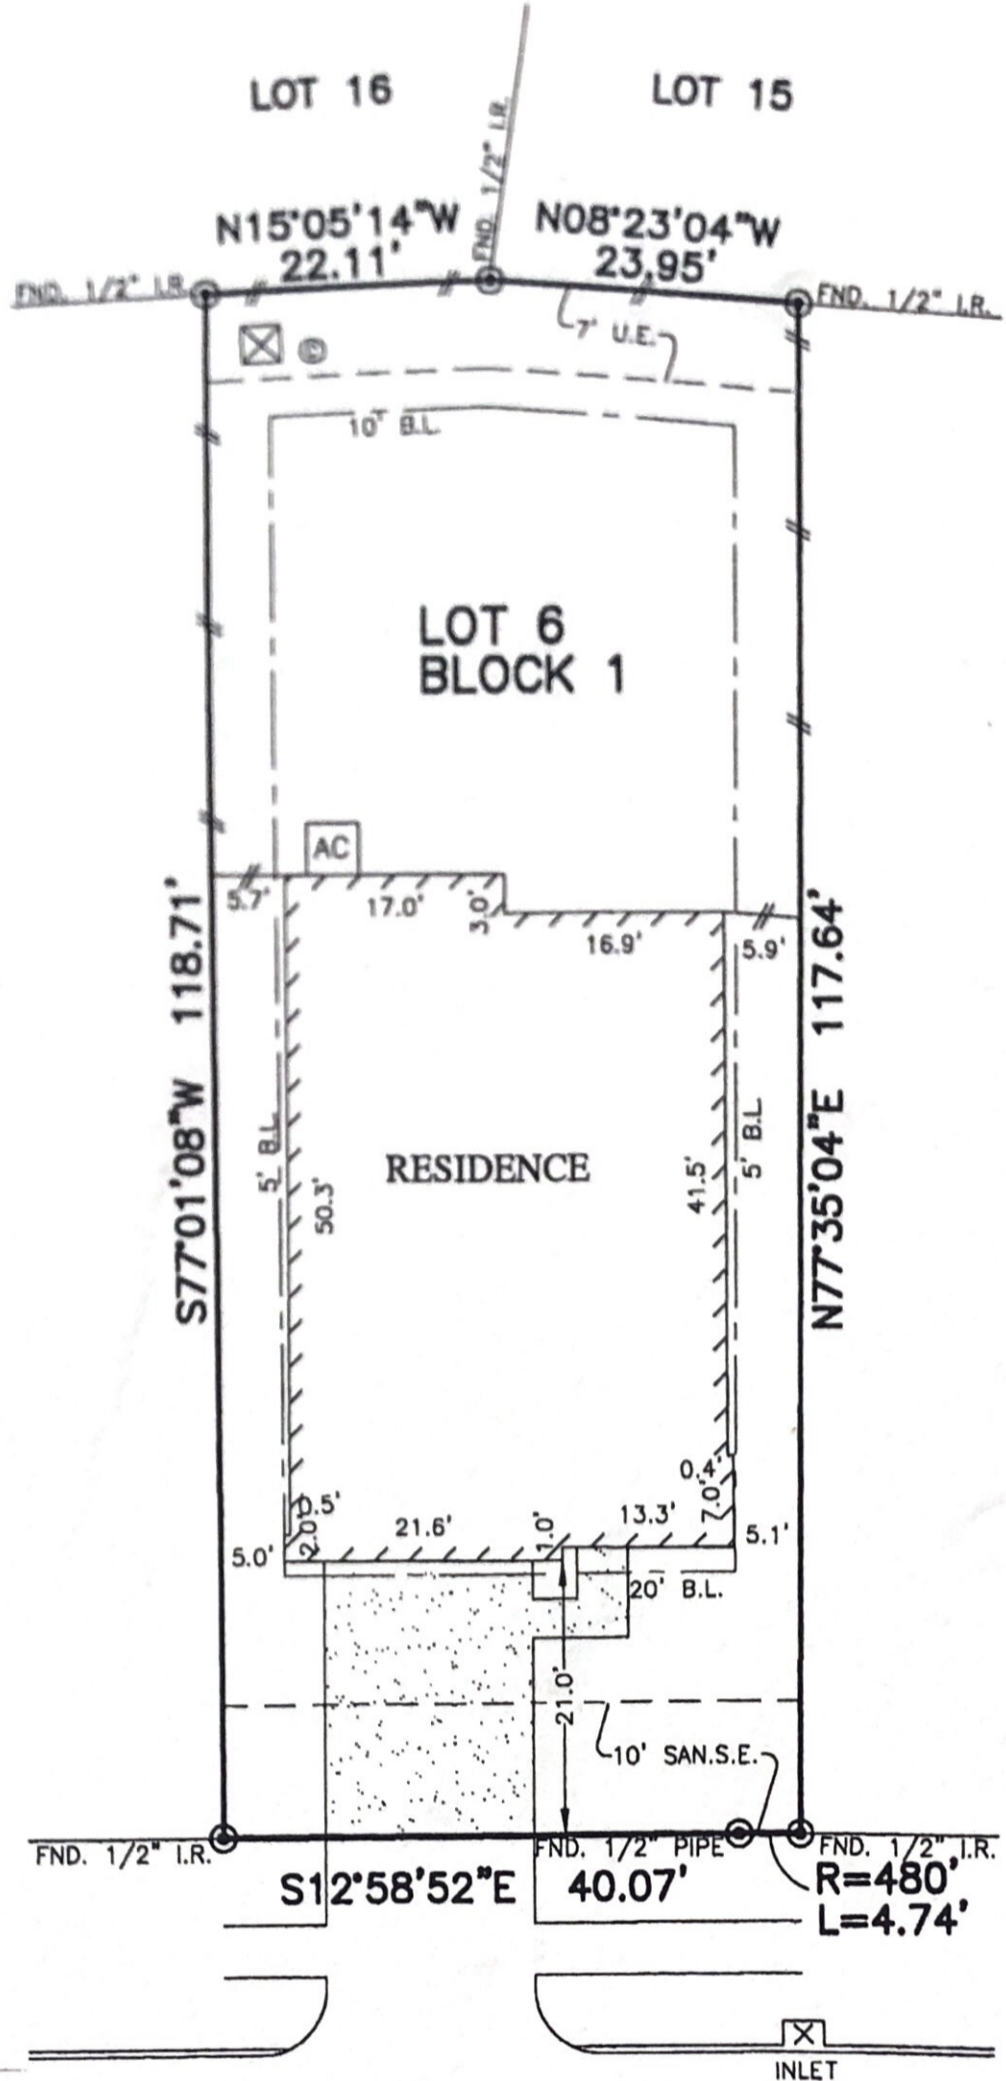 LOT 16
LOT 15
FND. 1/2" I.R.
N15°05'14"W
22.11'
N08°23'04"W
23.95'
FND. 1/2" I.R.
FND. 1/2" I.R.
7' U.E.
10' B.L.
LOT 6
BLOCK 1
AC
5.7'
17.0'
3.0'
16.9'
5.9'
S77°01'08"W 118.71'
N77°35'04"E 117.64'
5' B.L.
50.3'
RESIDENCE
41.5'
5' B.L.
0.4'
7.0'
0.5'
2.0'
21.6'
1.0'
13.3'
5.1'
5.0'
20' B.L.
21.0'
10' SAN.S.E.
FND. 1/2" I.R.
FND. 1/2" PIPE
FND. 1/2" I.R.
S12°58'52"E 40.07'
R=480'
L=4.74'
INLET